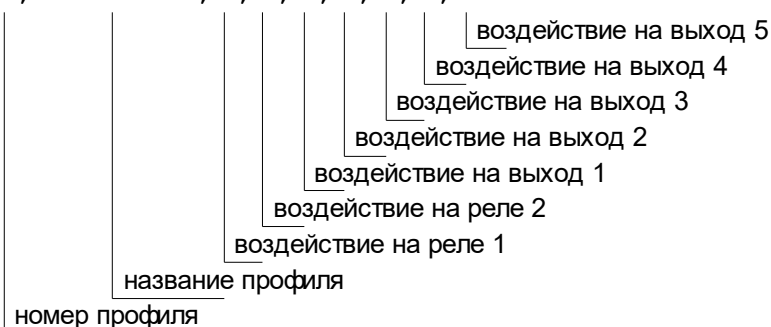 воздействие на выход 5
воздействие на выход 4
воздействие на выход 3
воздействие на выход 2
воздействие на выход 1
воздействие на реле 2
воздействие на реле 1
название профиля
номер профиля